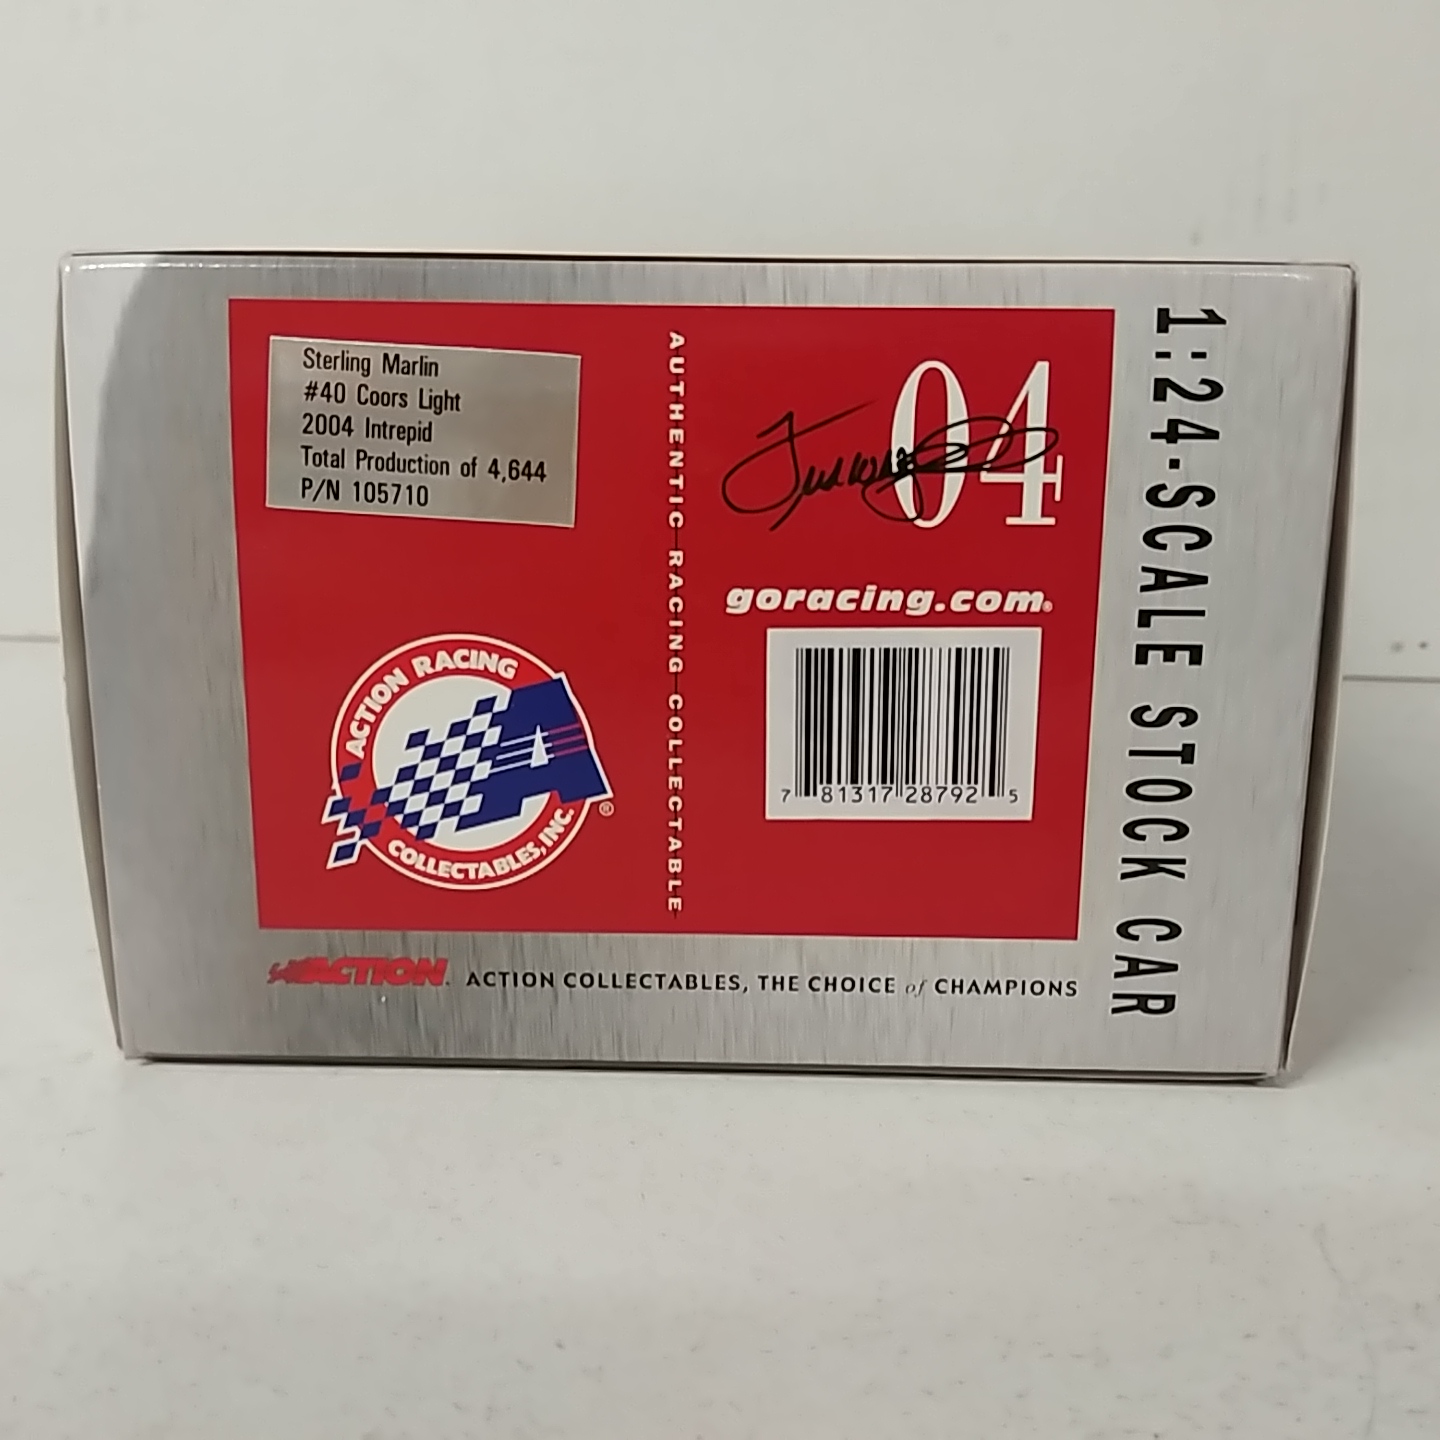 Sterling Marlin
#40 Coors Light
2004 Intrepid
Total Production of 4,644
P/N 105710
ACTION RACING
COLLECTABLES, INC.
®
AUTHENTIC RACING COLLECTABLE
04
goracing.com®
7 81317 28792 5
1:24-SCALE STOCK CAR
ACTION
ACTION COLLECTABLES, THE CHOICE of CHAMPIONS